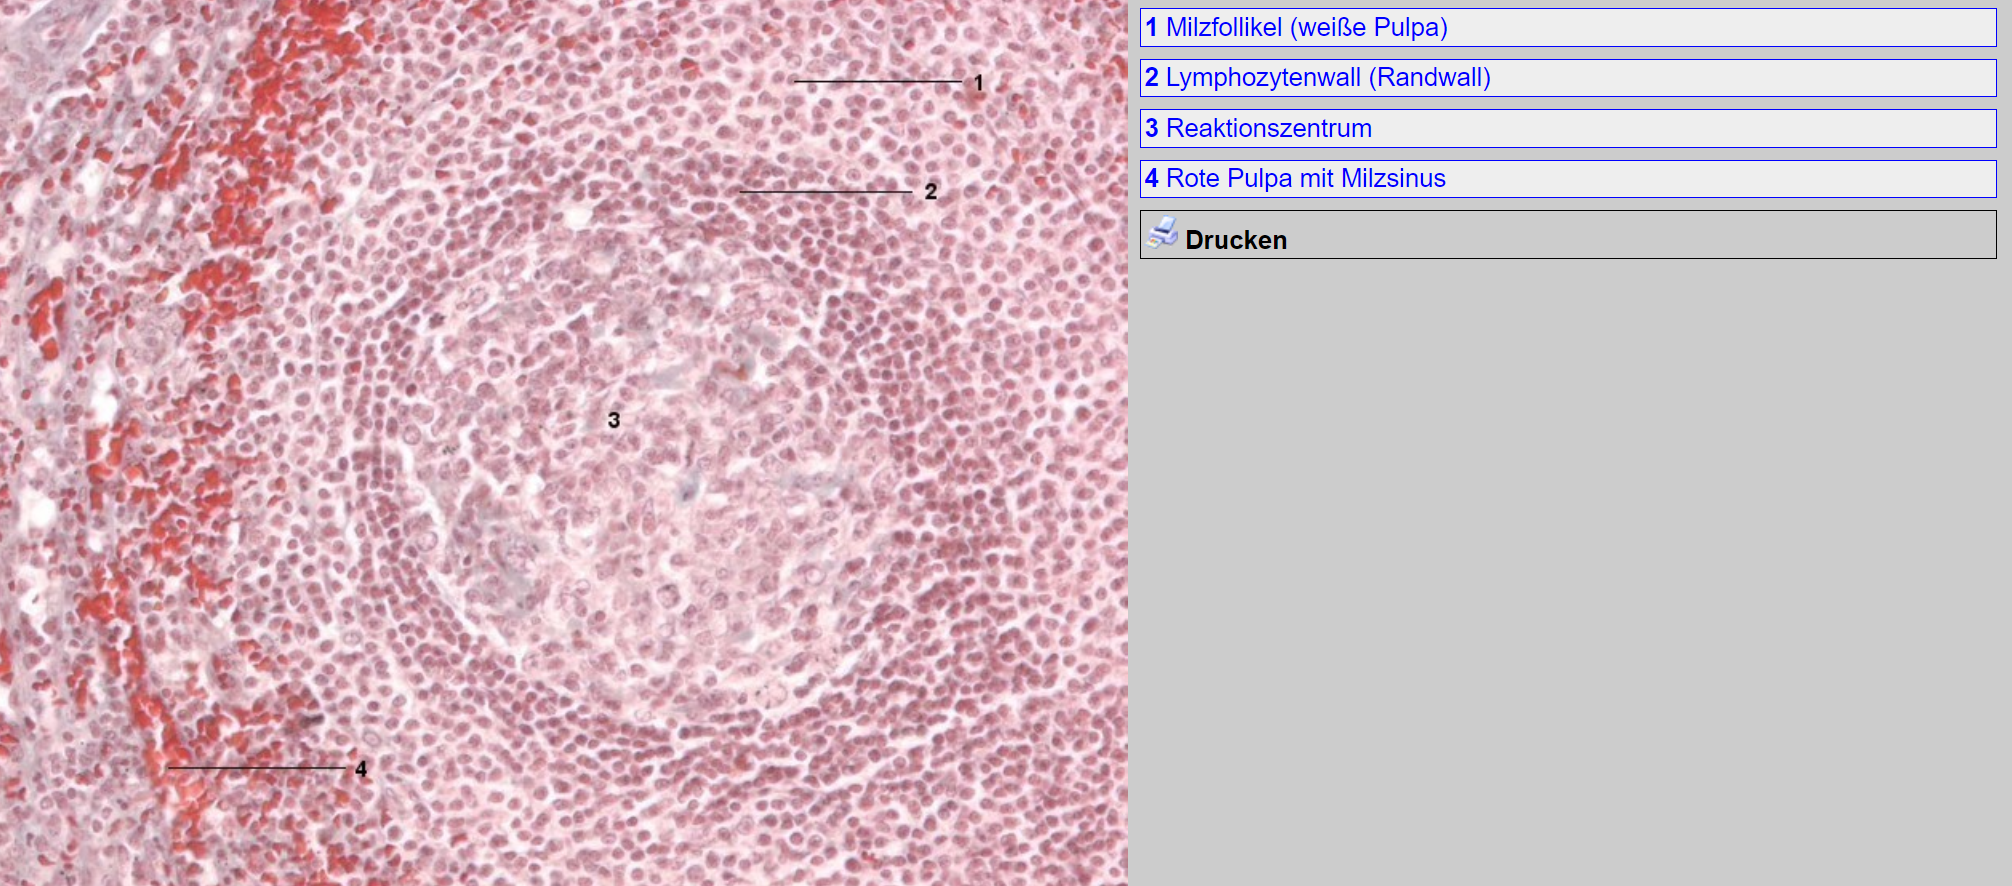 1
2
3
4
1 Milzfollikel (weiße Pulpa)
2 Lymphozytenwall (Randwall)
3 Reaktionszentrum
4 Rote Pulpa mit Milzsinus
Drucken